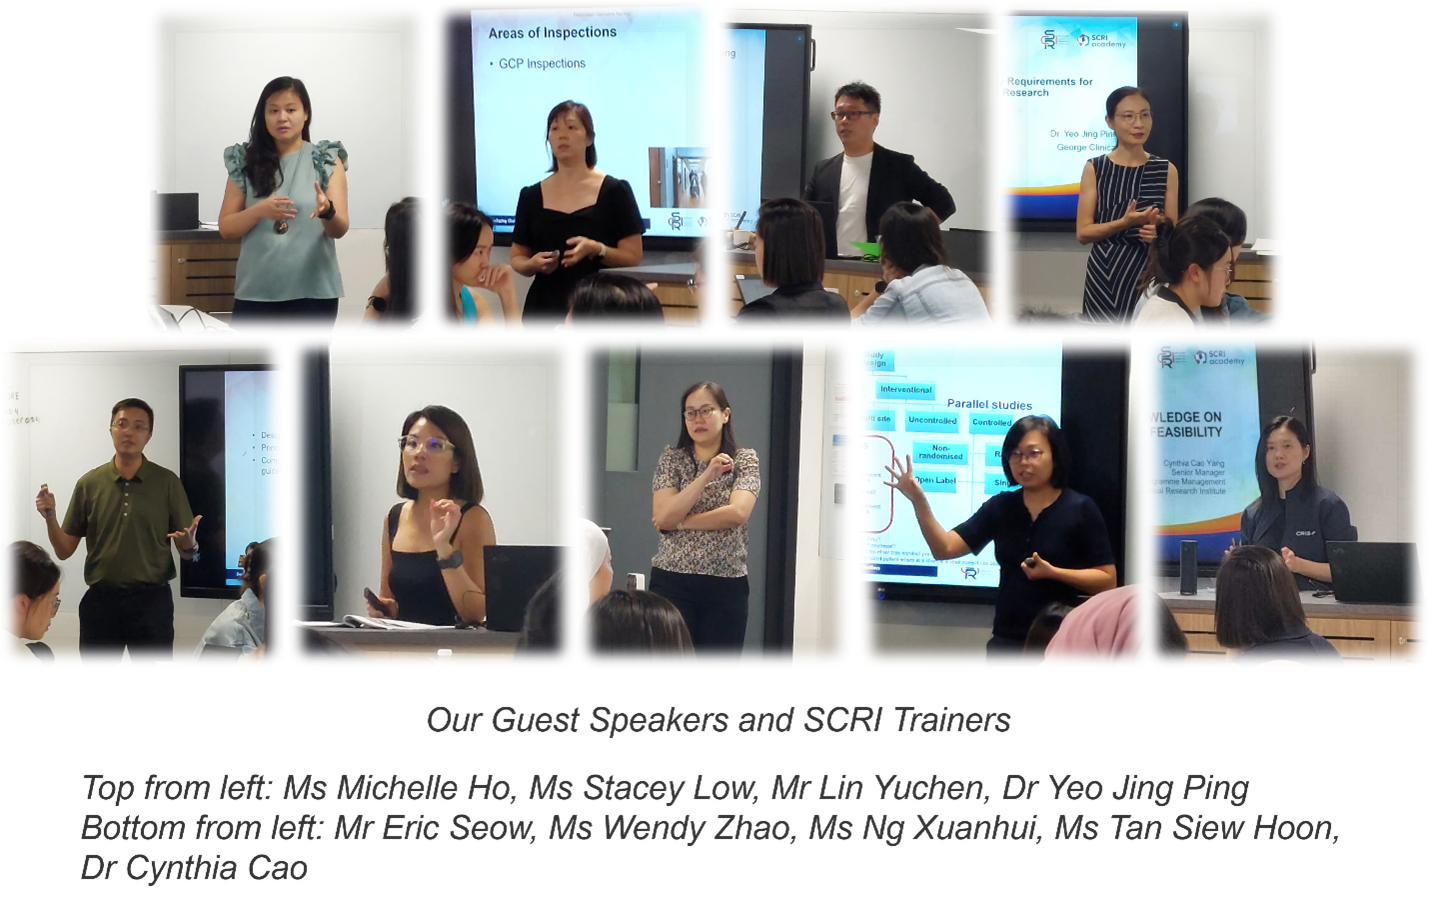 Areas of Inspections
• GCP Inspections
SCRI
academy
Requirements for
Research
Dr Yeo Jing Ping
George Clinical
Interventional
Parallel studies
Uncontrolled
Controlled
Non-
randomised
Open Label
SCRI
academy
WLEDGE ON
FEASIBILITY
Cynthia Cao Yang
Senior Manager
gramme Management
Research Institute
CRIS
Our Guest Speakers and SCRI Trainers
Top from left: Ms Michelle Ho, Ms Stacey Low, Mr Lin Yuchen, Dr Yeo Jing Ping
Bottom from left: Mr Eric Seow, Ms Wendy Zhao, Ms Ng Xuanhui, Ms Tan Siew Hoon,
Dr Cynthia Cao